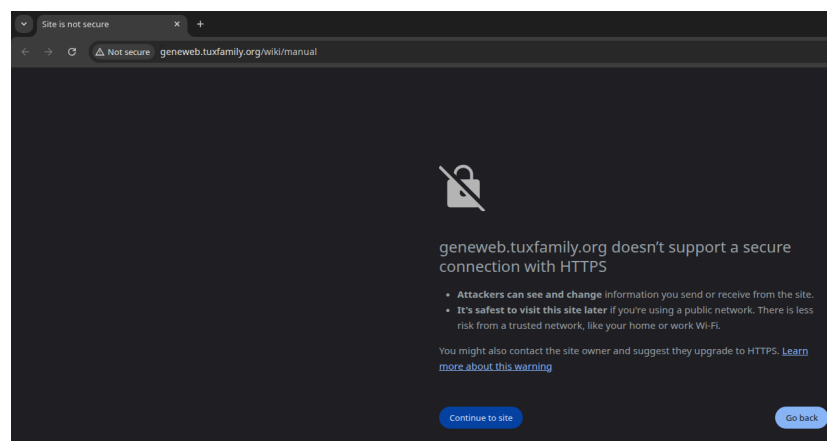 Site is not secure
Not secure geneweb.tuxfamily.org/wiki/manual
geneweb.tuxfamily.org doesn't support a secure
connection with HTTPS
• Attackers can see and change information you send or receive from the site.
• It's safest to visit this site later if you're using a public network. There is less
risk from a trusted network, like your home or work Wi-Fi.
You might also contact the site owner and suggest they upgrade to HTTPS. Learn
more about this warning
Continue to site Go back